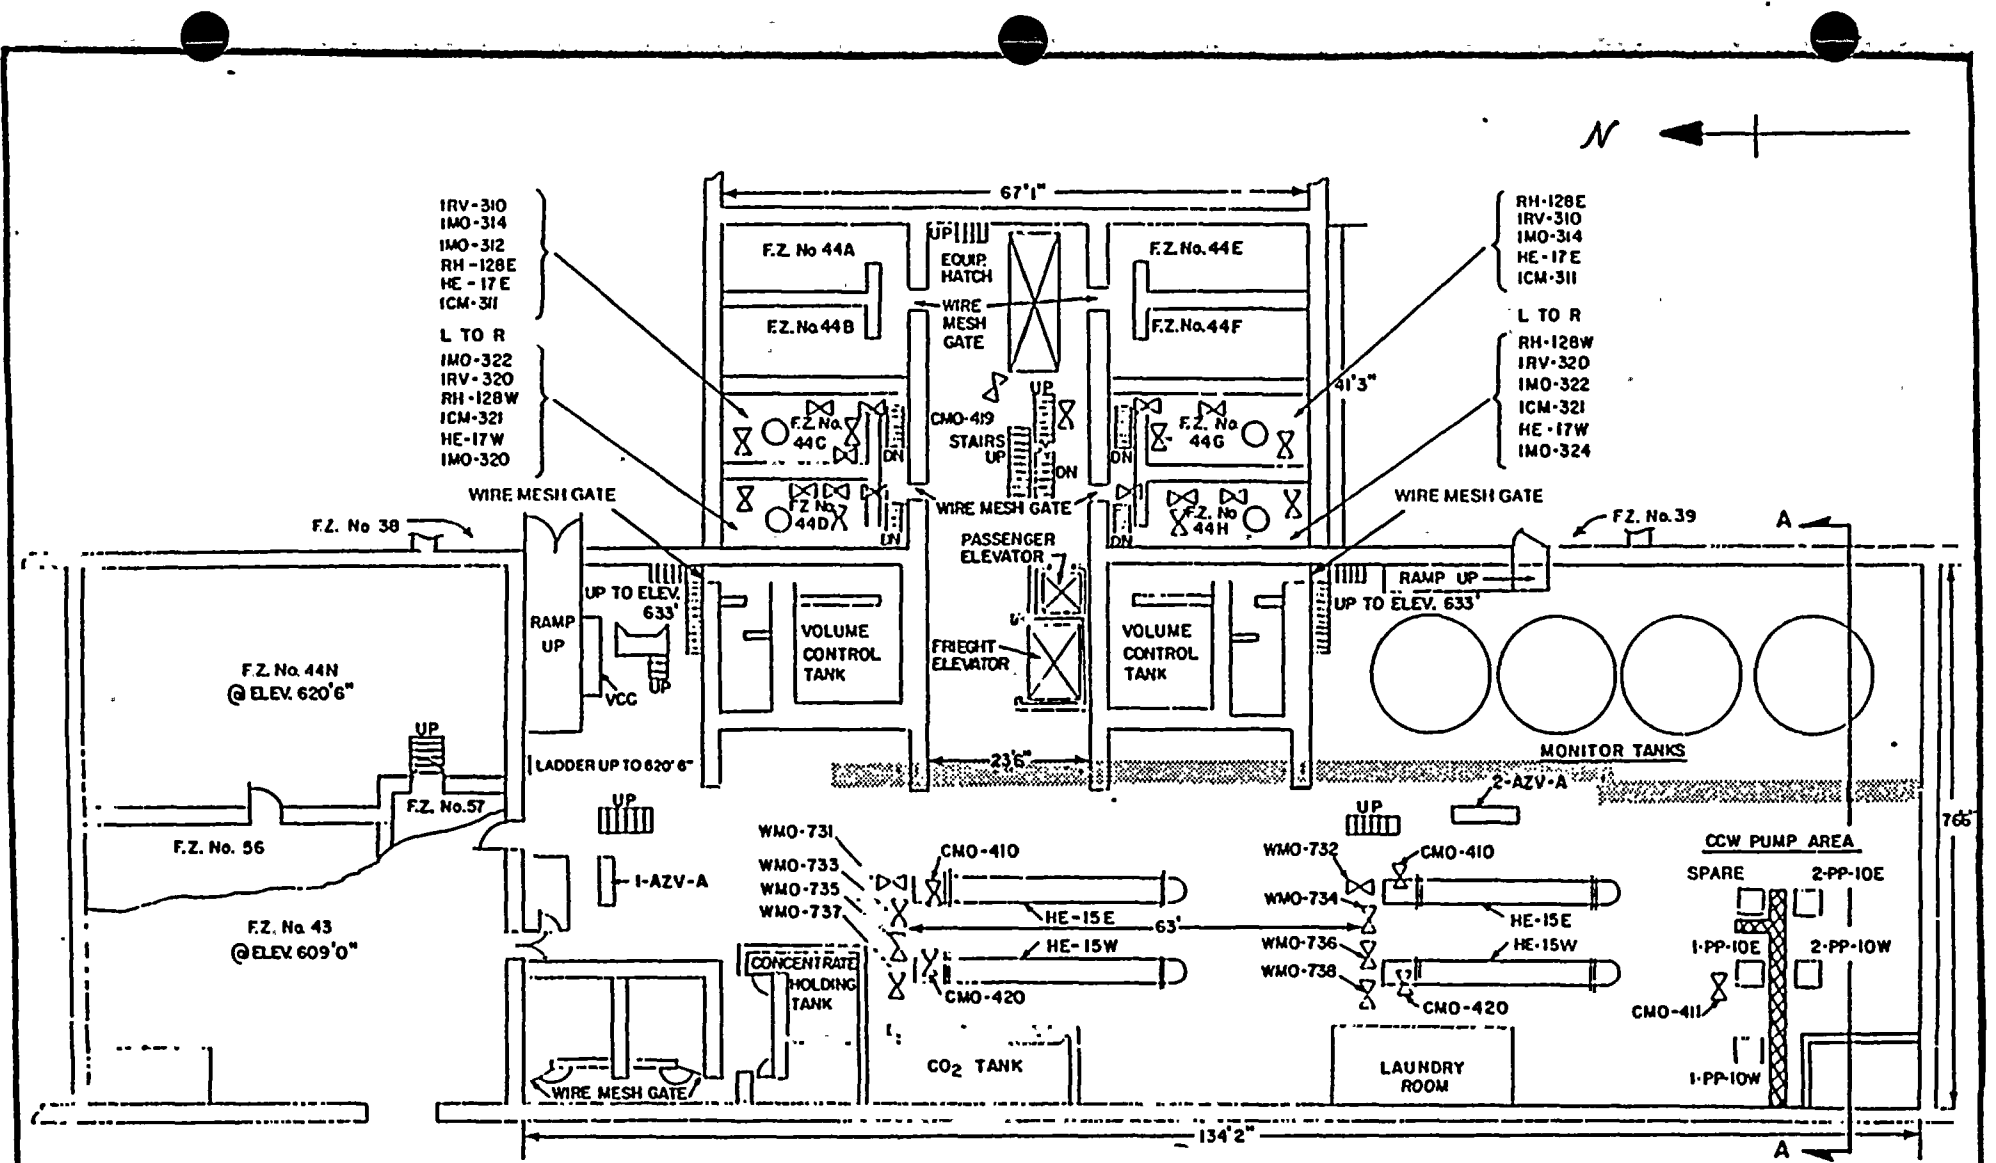 N
67'1"
IRV-310
IMO-314
IMO-312
RH-128E
HE-17E
ICM-311
L TO R
IMO-322
IRV-320
RH-128W
ICM-321
HE-17W
IMO-320
RH-128E
IRV-310
IMO-314
HE-17E
ICM-311
L TO R
RH-128W
IRV-320
IMO-322
ICM-321
HE-17W
IMO-324
F.Z. No 44A
F.Z. No 44B
F.Z. No. 44C
F.Z. No. 44D
UP
EQUIP. HATCH
WIRE MESH GATE
F.Z. No. 44E
F.Z. No. 44F
F.Z. No. 44G
F.Z. No 44H
41'3"
CMO-419
UP
STAIRS UP
DN
DN
DN
DN
DN
WIRE MESH GATE
WIRE MESH GATE
WIRE MESH GATE
F.Z. No 38
F.Z. No. 39
A
PASSENGER ELEVATOR
FRIEGHT ELEVATOR
UP TO ELEV. 633'
RAMP UP
VCC
UP
VOLUME CONTROL TANK
VOLUME CONTROL TANK
RAMP UP
UP TO ELEV. 633'
F.Z. No. 44N
@ ELEV. 620'6"
UP
LADDER UP TO 620'6"
23'6"
MONITOR TANKS
F.Z. No. 57
F.Z. No. 56
UP
1-AZV-A
UP
2-AZV-A
WMO-731
WMO-733
WMO-735
WMO-737
CMO-410
HE-15E
63'
HE-15W
CMO-420
WMO-732
WMO-734
WMO-736
WMO-738
CMO-410
HE-15E
HE-15W
CMO-420
CCW PUMP AREA
SPARE
2-PP-10E
1-PP-10E
2-PP-10W
CMO-411
1-PP-10W
F.Z. No. 43
@ ELEV. 609'0"
CONCENTRATE HOLDING TANK
WIRE MESH GATE
CO2 TANK
LAUNDRY ROOM
134'2"
A